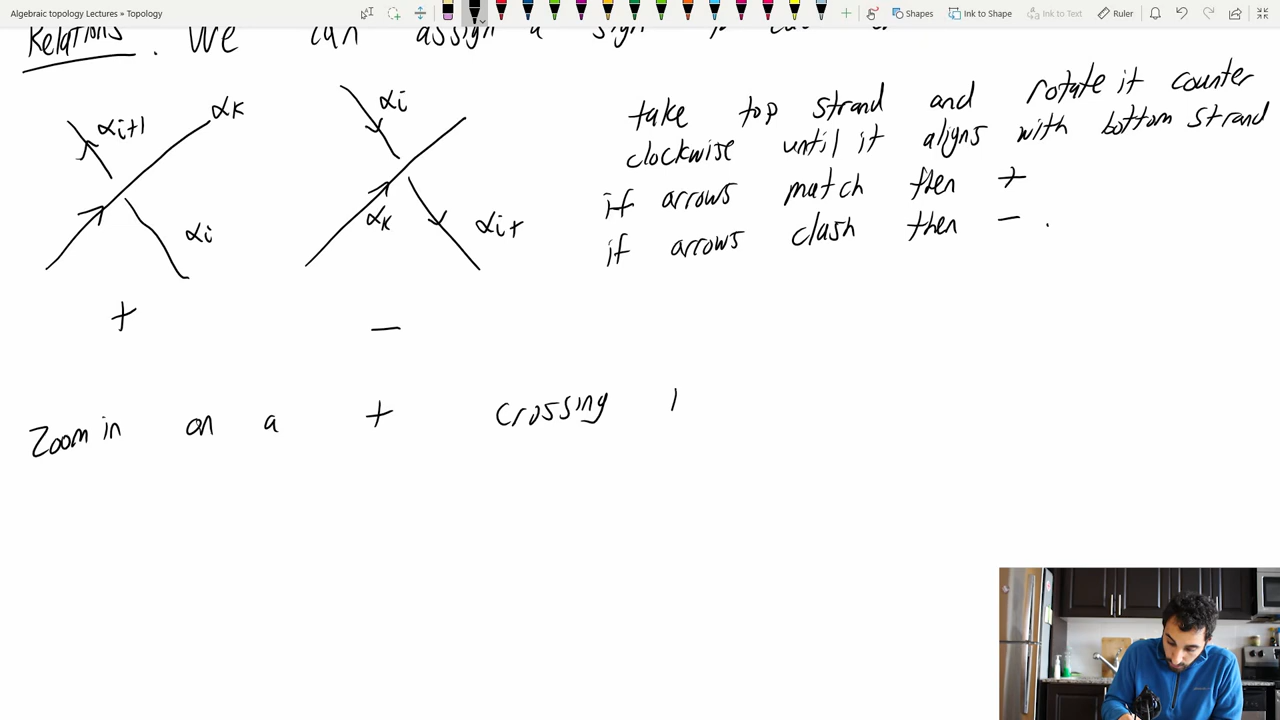 Algebraic topology Lectures » Topology
Shapes Ink to Shape Ink to Text Ruler
Relations . We can assign a sign
αi+1 αk αi
αi αk αi+
+ −
take top strand and rotate it counter
clockwise until it aligns with bottom strand
if arrows match then +
if arrows clash then − .
Zoom in on a + crossing